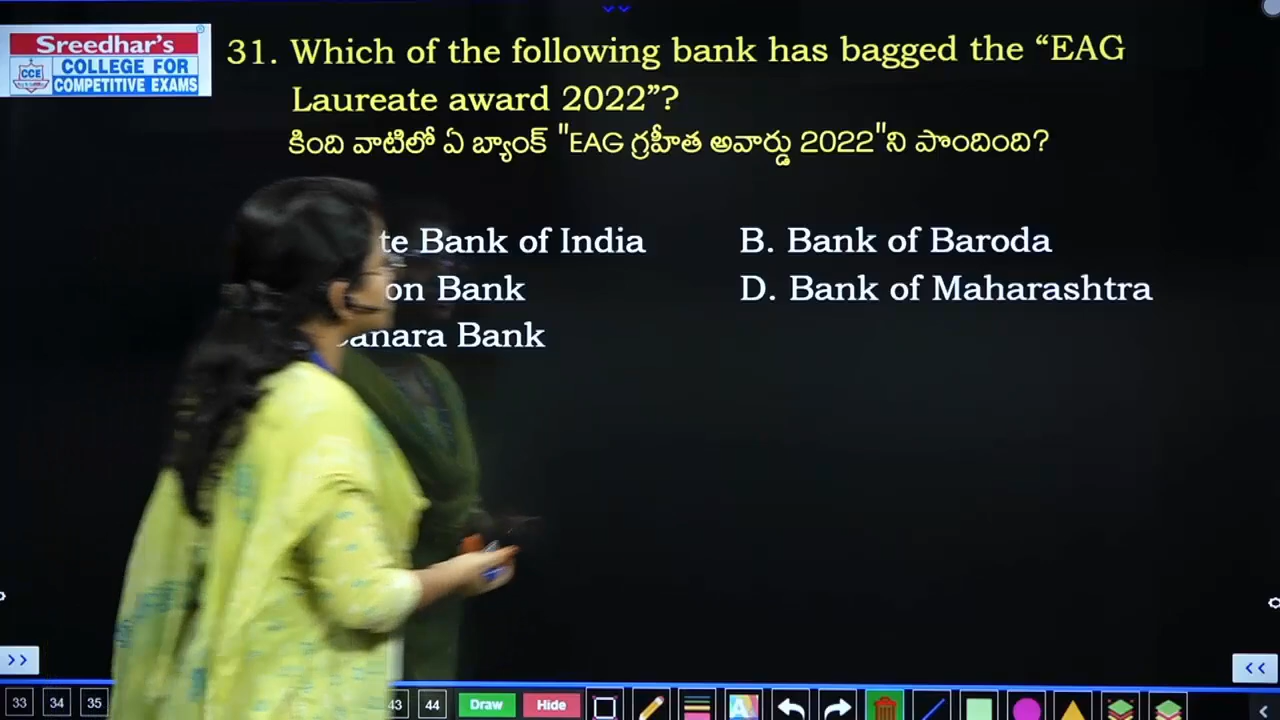 Sreedhar's
CCE
COLLEGE FOR
COMPETITIVE EXAMS
31. Which of the following bank has bagged the “EAG
Laureate award 2022”?
కింది వాటిలో ఏ బ్యాంక్ "EAG గ్రహీత అవార్డు 2022"ని పొందింది?
te Bank of India
B. Bank of Baroda
on Bank
D. Bank of Maharashtra
anara Bank
33 34 35 43 44 Draw Hide